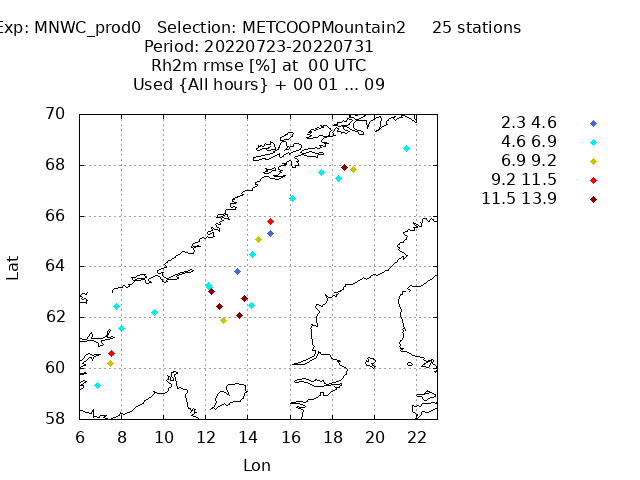 Exp: MNWC_prod0   Selection: METCOOPMountain2     25 stations
Period: 20220723-20220731
Rh2m rmse [%] at  00 UTC
Used {All hours} + 00 01 ... 09
70
68
66
64
62
60
58
6 8 10 12 14 16 18 20 22
Lat
Lon
2.3 4.6
4.6 6.9
6.9 9.2
9.2 11.5
11.5 13.9